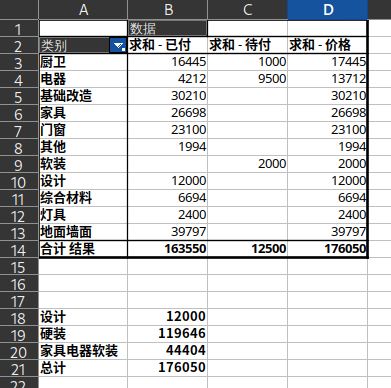 A B C D
1 数据
2 类别 求和 - 已付 求和 - 待付 求和 - 价格
3 厨卫 16445 1000 17445
4 电器 4212 9500 13712
5 基础改造 30210 30210
6 家具 26698 26698
7 门窗 23100 23100
8 其他 1994 1994
9 软装 2000 2000
10 设计 12000 12000
11 综合材料 6694 6694
12 灯具 2400 2400
13 地面墙面 39797 39797
14 合计 结果 163550 12500 176050
15
16
17
18 设计 12000
19 硬装 119646
20 家具电器软装 44404
21 总计 176050
22